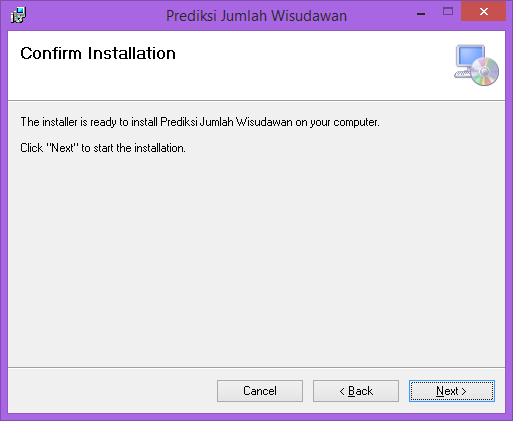 Prediksi Jumlah Wisudawan
Confirm Installation
The installer is ready to install Prediksi Jumlah Wisudawan on your computer.
Click "Next" to start the installation.
Cancel
< Back
Next >